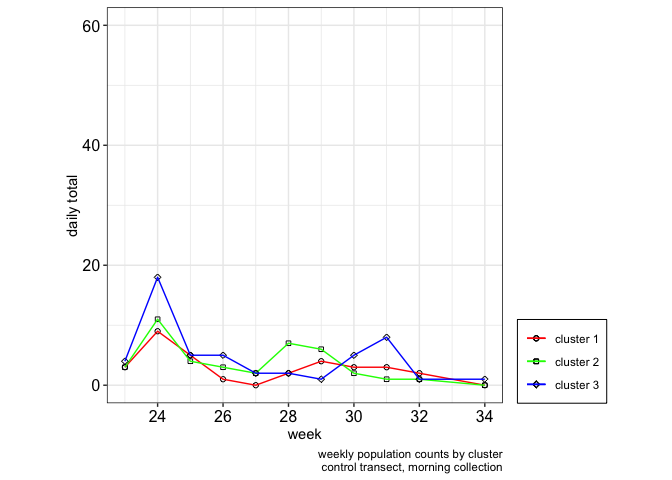 60
40
20
0
daily total
24 26 28 30 32 34
week
cluster 1
cluster 2
cluster 3
weekly population counts by cluster
control transect, morning collection